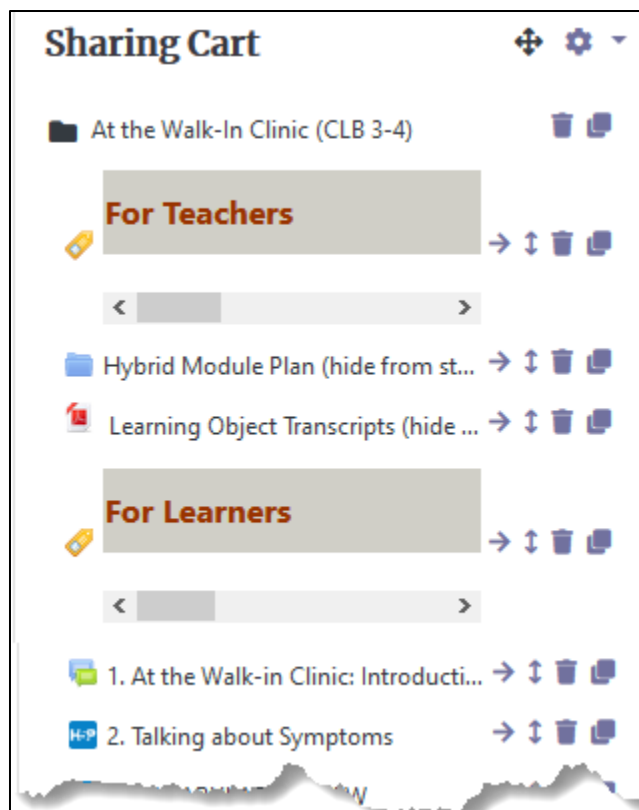 Sharing Cart
At the Walk-In Clinic (CLB 3-4)
For Teachers
Hybrid Module Plan (hide from st...
Learning Object Transcripts (hide ...
For Learners
1. At the Walk-in Clinic: Introducti...
H-P 2. Talking about Symptoms